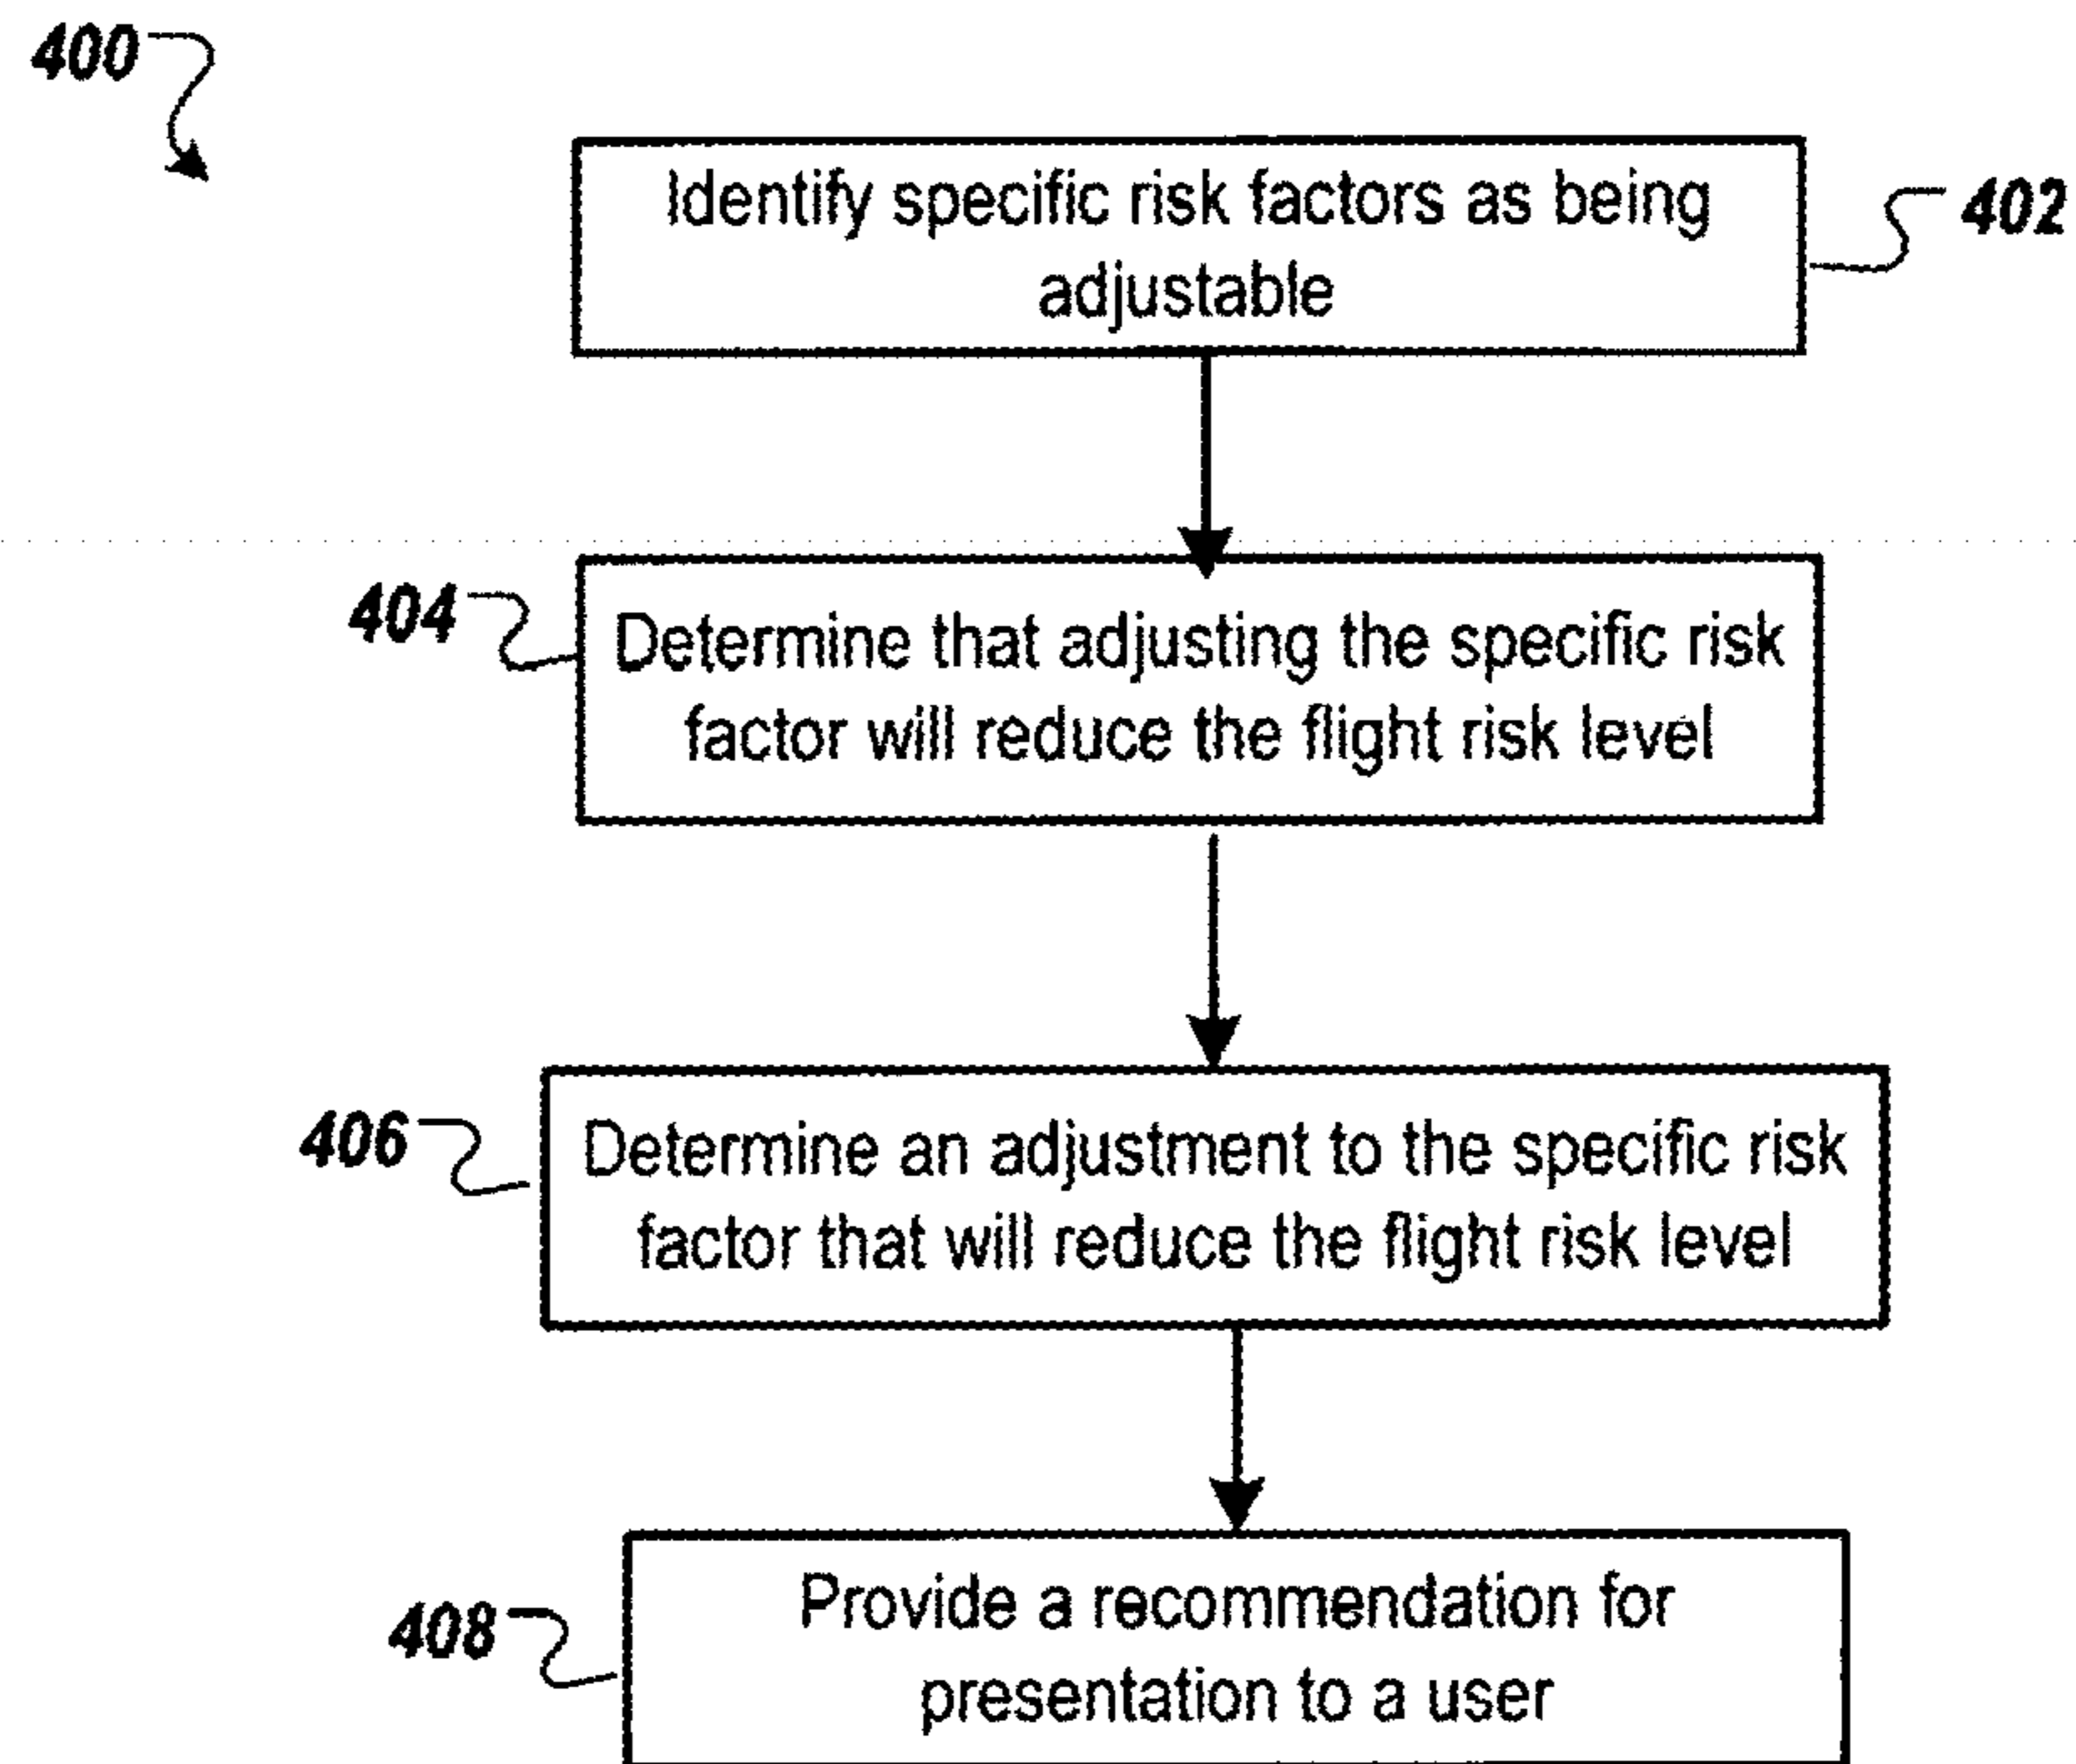 400
Identify specific risk factors as being
adjustable
402
404
Determine that adjusting the specific risk
factor will reduce the flight risk level
406
Determine an adjustment to the specific risk
factor that will reduce the flight risk level
408
Provide a recommendation for
presentation to a user